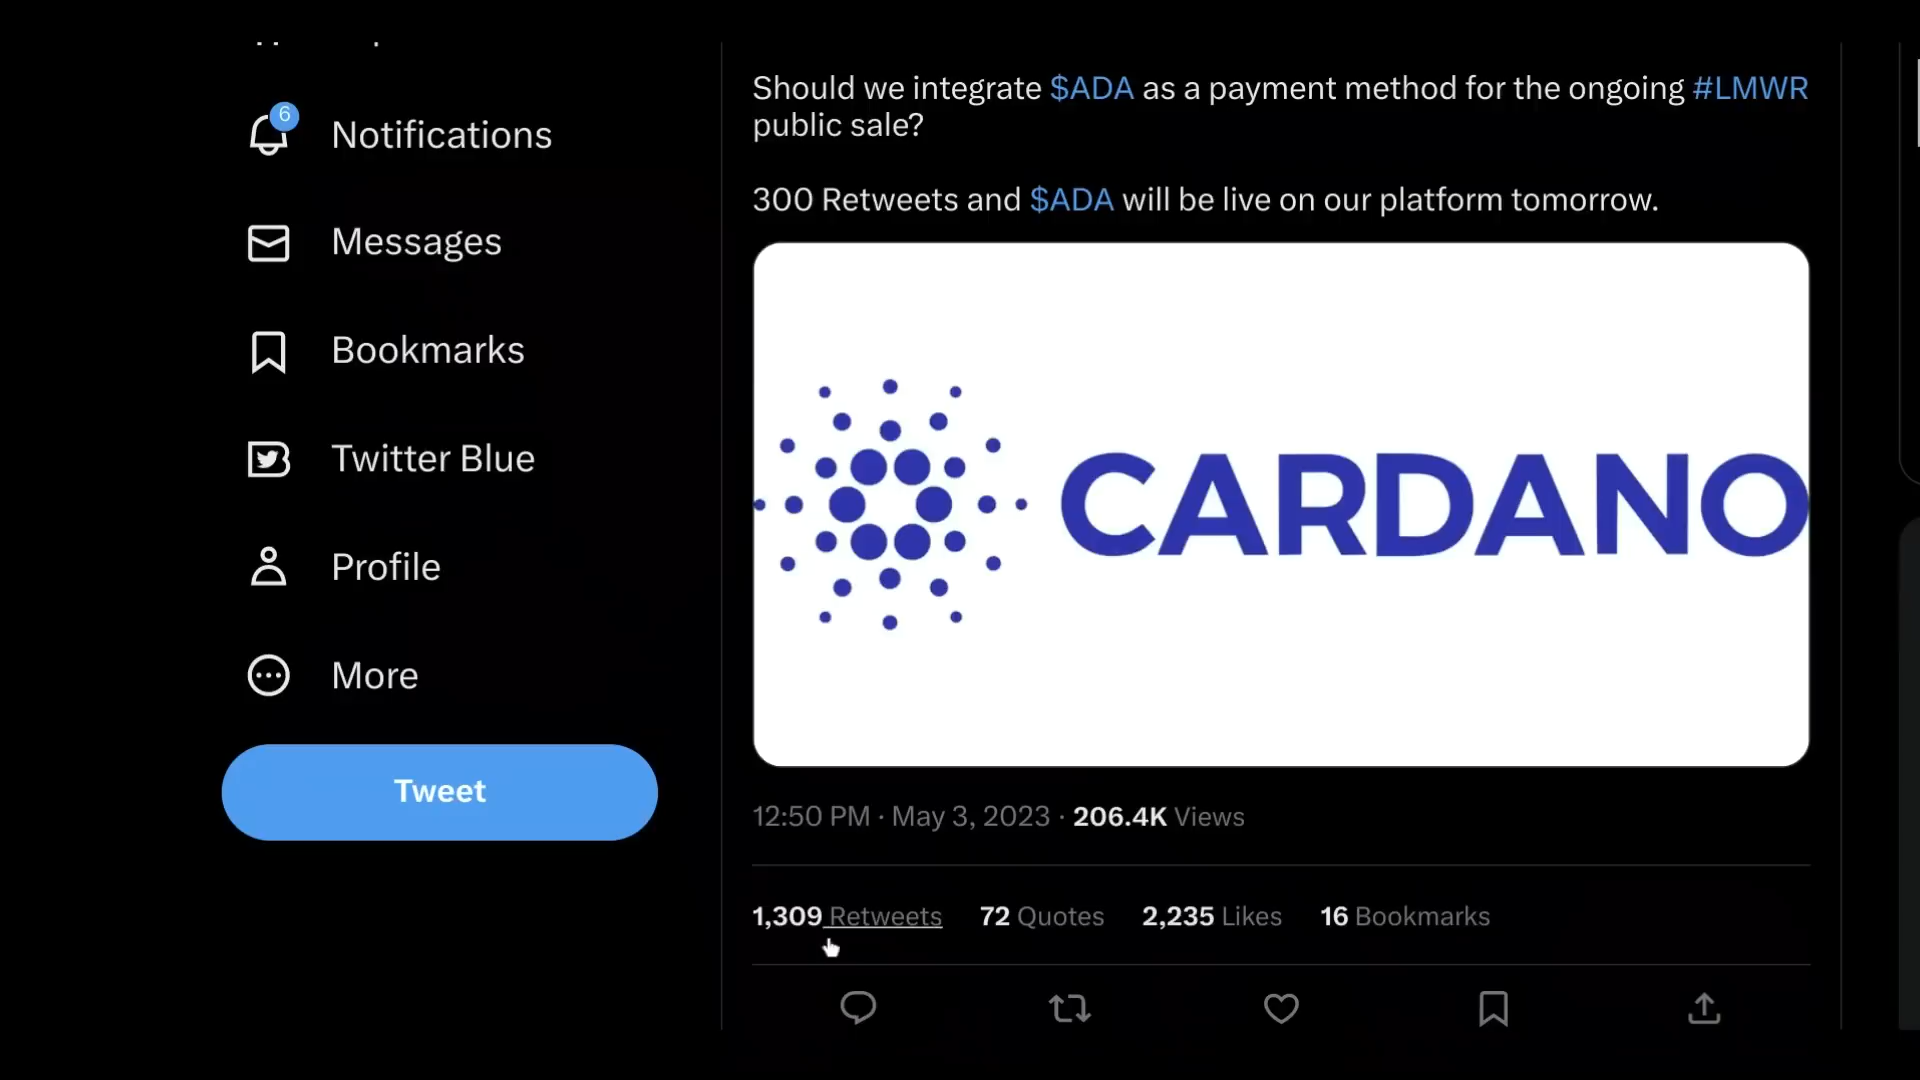 6
Notifications
Messages
Bookmarks
Twitter Blue
Profile
More
Tweet
Should we integrate $ADA as a payment method for the ongoing #LMWR
public sale?
300 Retweets and $ADA will be live on our platform tomorrow.
CARDANO
12:50 PM · May 3, 2023 · 206.4K Views
1,309 Retweets 72 Quotes 2,235 Likes 16 Bookmarks